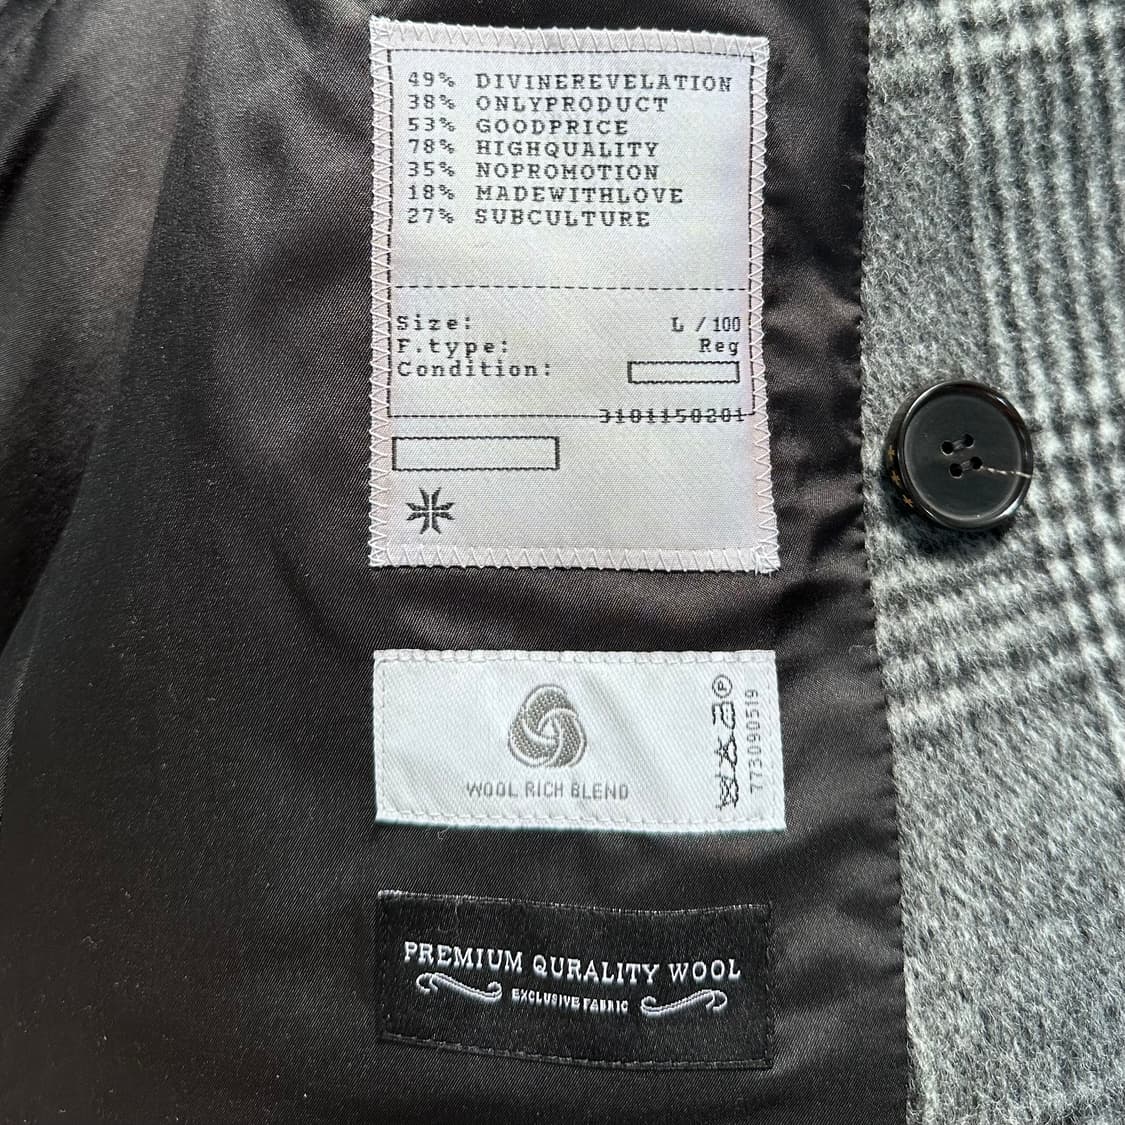 49% DIVINEREVELATION
38% ONLYPRODUCT
53% GOODPRICE
78% HIGHQUALITY
35% NOPROMOTION
18% MADEWITHLOVE
27% SUBCULTURE
Size: L / 100
F.type: Reg
Condition:
3101150201
WOOL RICH BLEND
P
773090519
PREMIUM QURALITY WOOL
EXCLUSIVE FABRIC